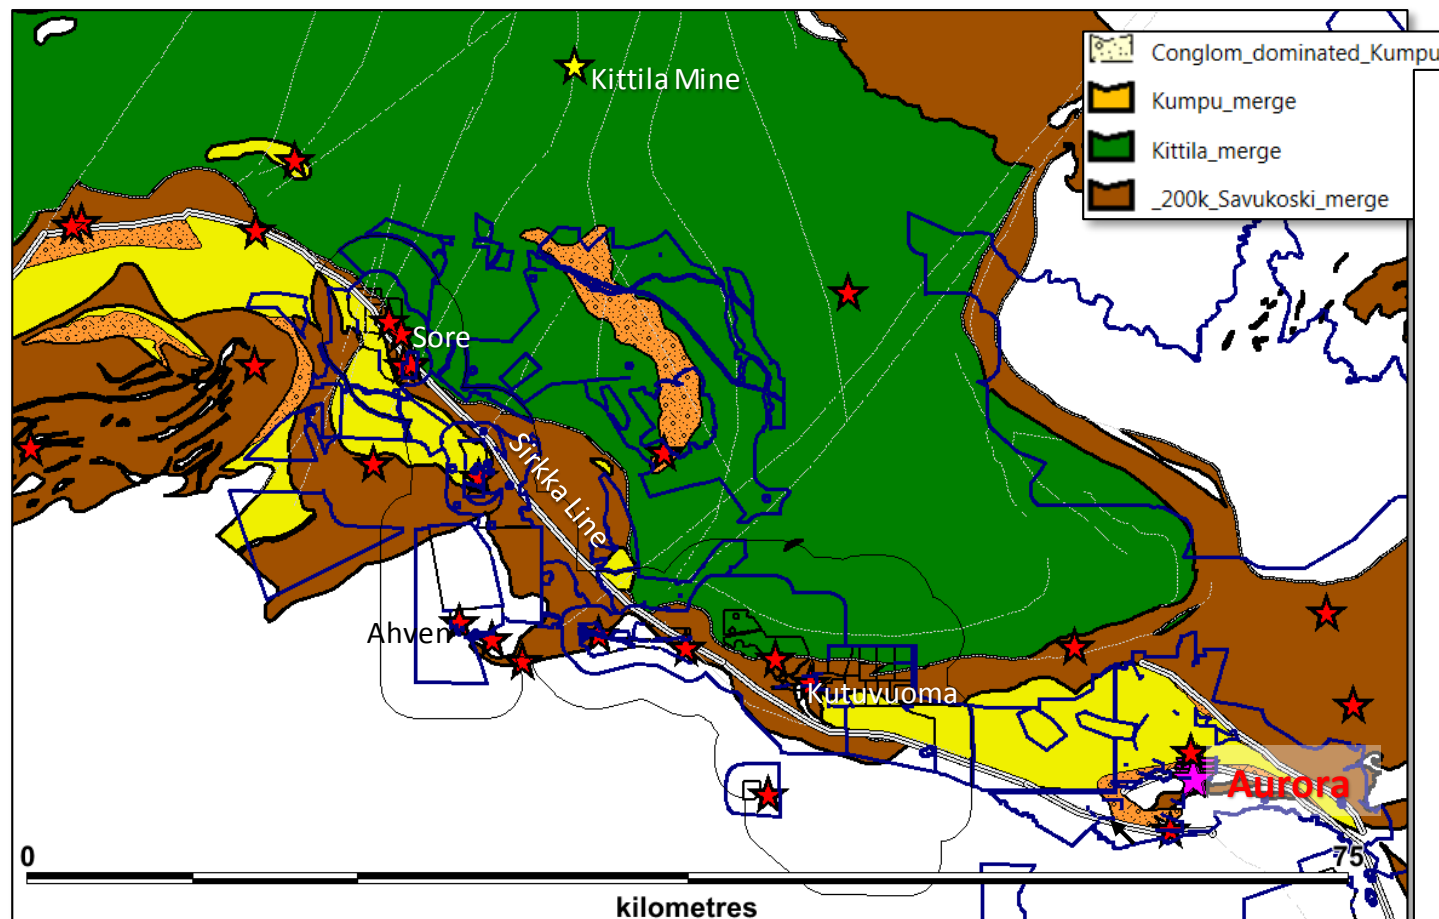 Conglom_dominated_Kumpu
Kumpu_merge
Kittila_merge
_200k_Savukoski_merge
Kittila Mine
Sore
Sirkka Line
Ahven
Kutuvuoma
Aurora
0
75
kilometres